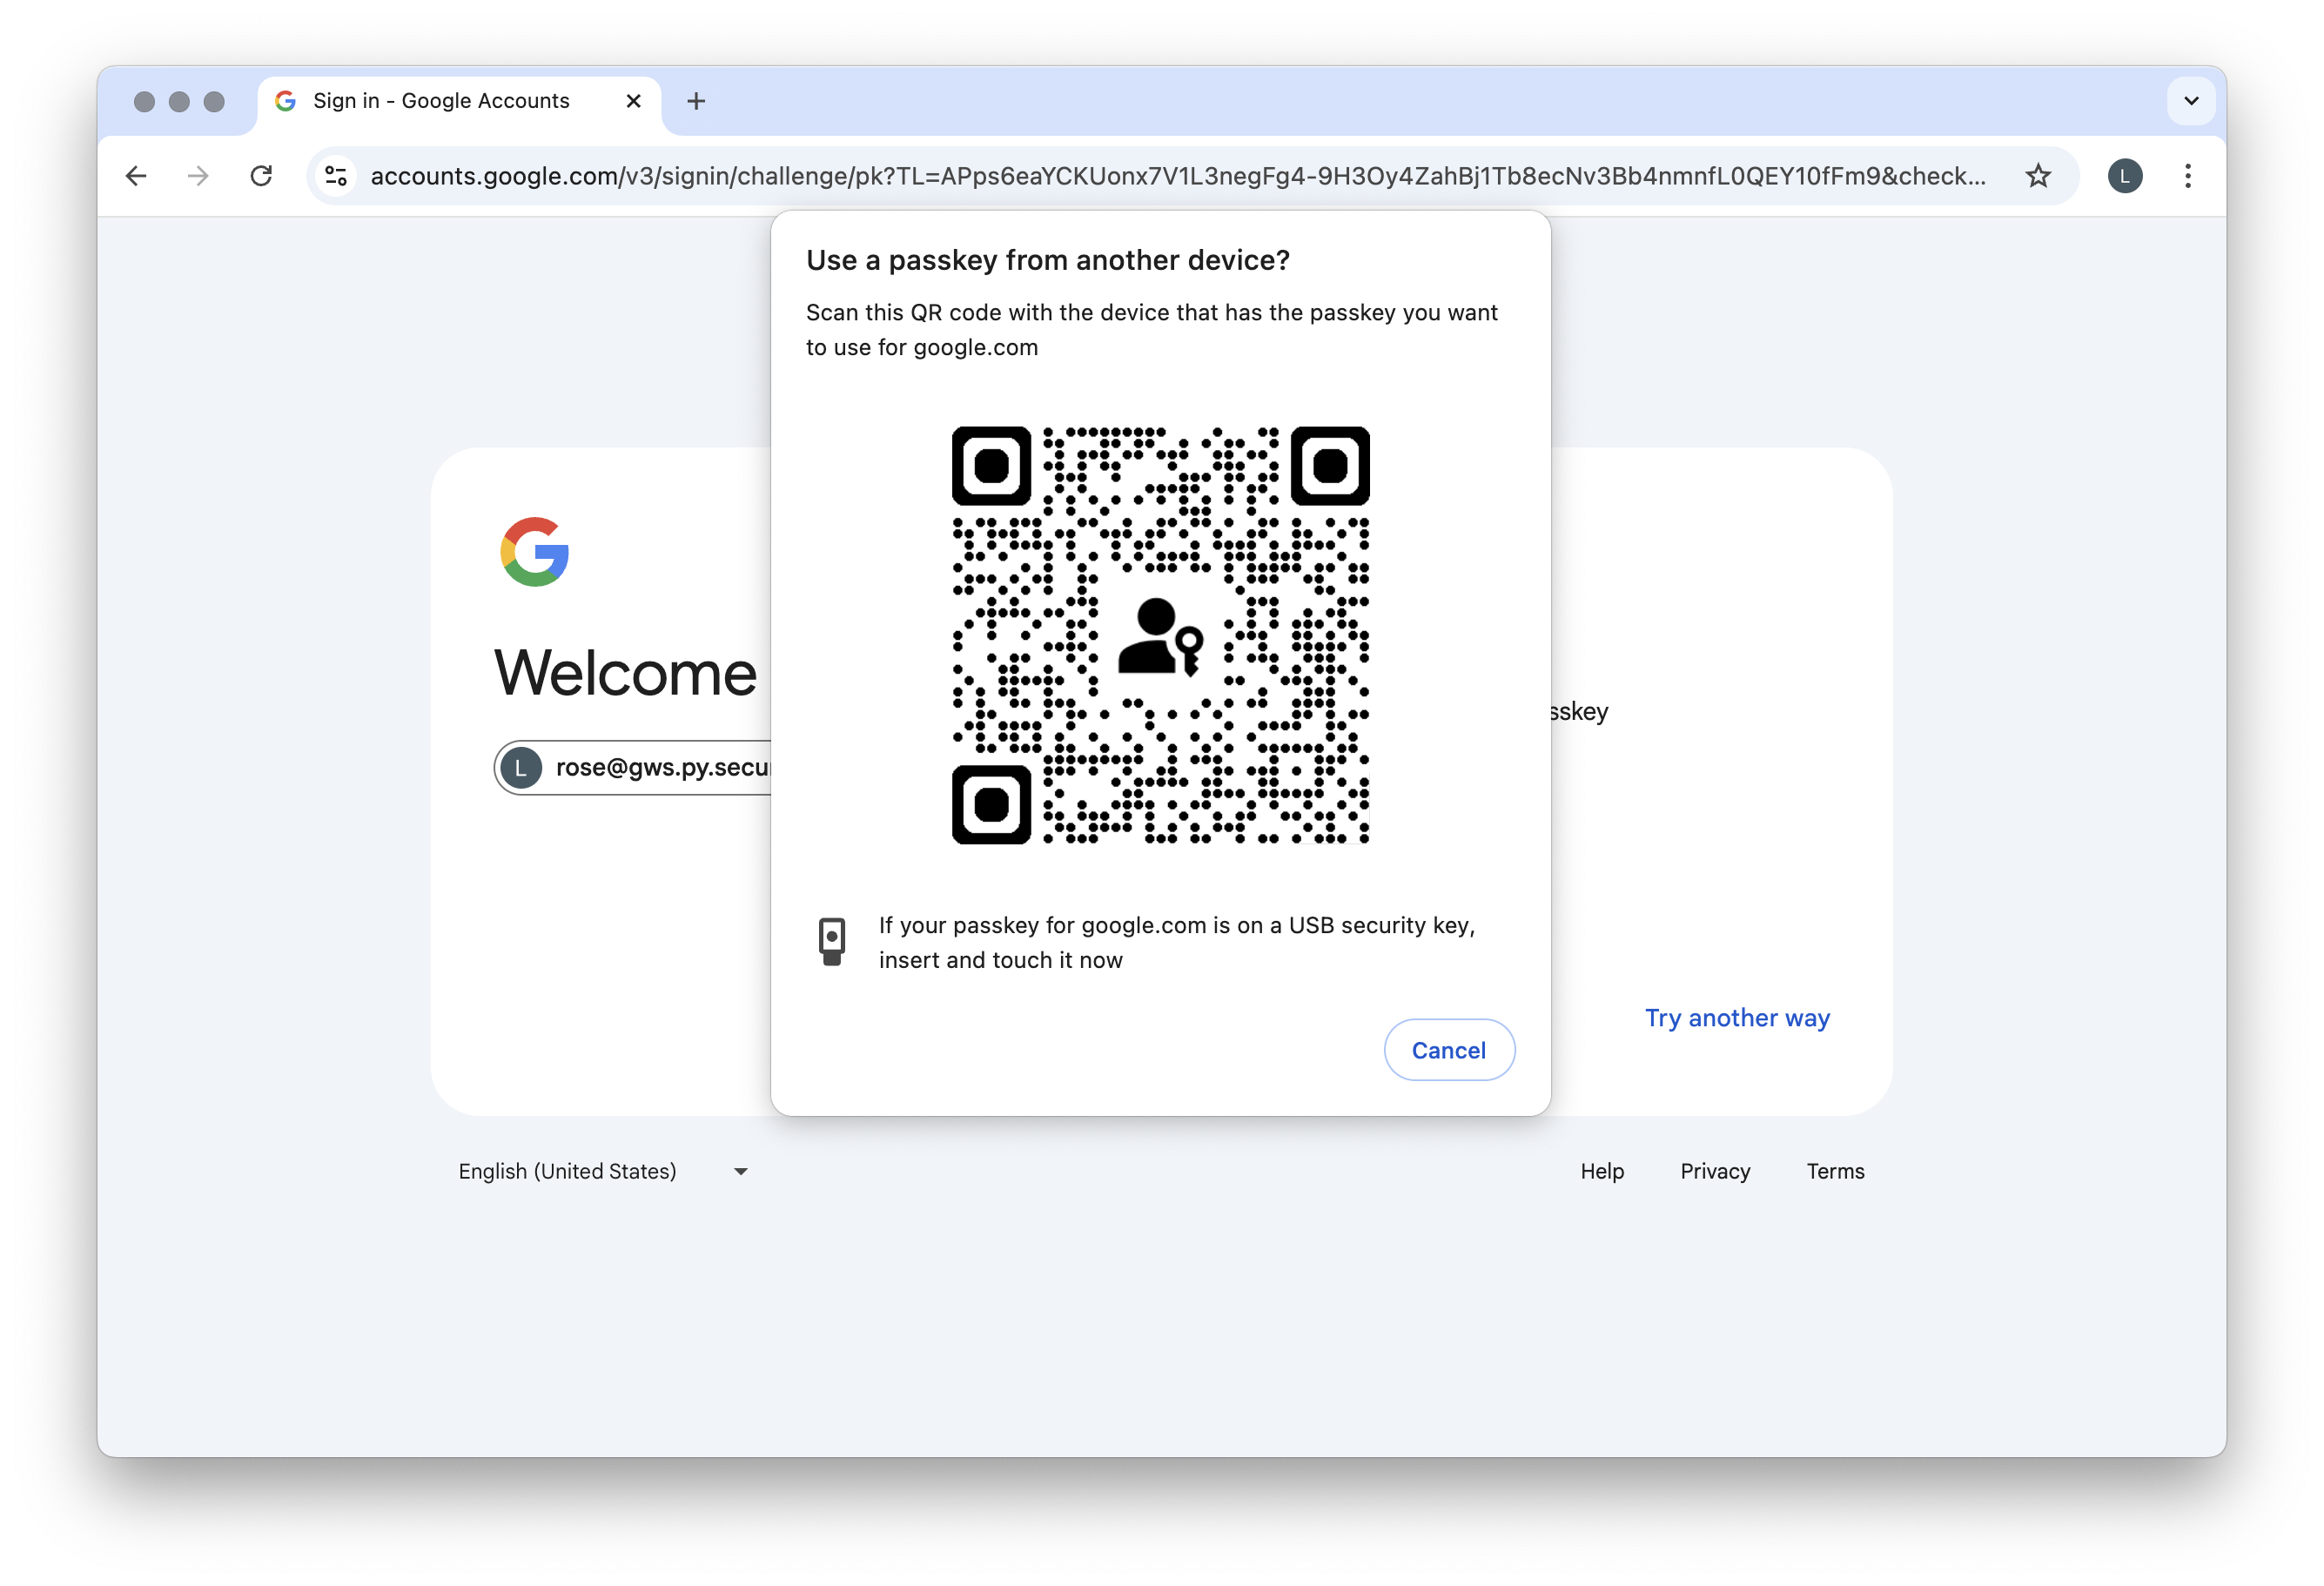 Sign in - Google Accounts
accounts.google.com/v3/signin/challenge/pk?TL=APps6eaYCKUonx7V1L3negFg4-9H3Oy4ZahBj1Tb8ecNv3Bb4nmnfL0QEY10fFm9&check...
L
Use a passkey from another device?
Scan this QR code with the device that has the passkey you want
to use for google.com
Welcome
sskey
L rose@gws.py.secu
If your passkey for google.com is on a USB security key,
insert and touch it now
Try another way
Cancel
English (United States)
Help Privacy Terms